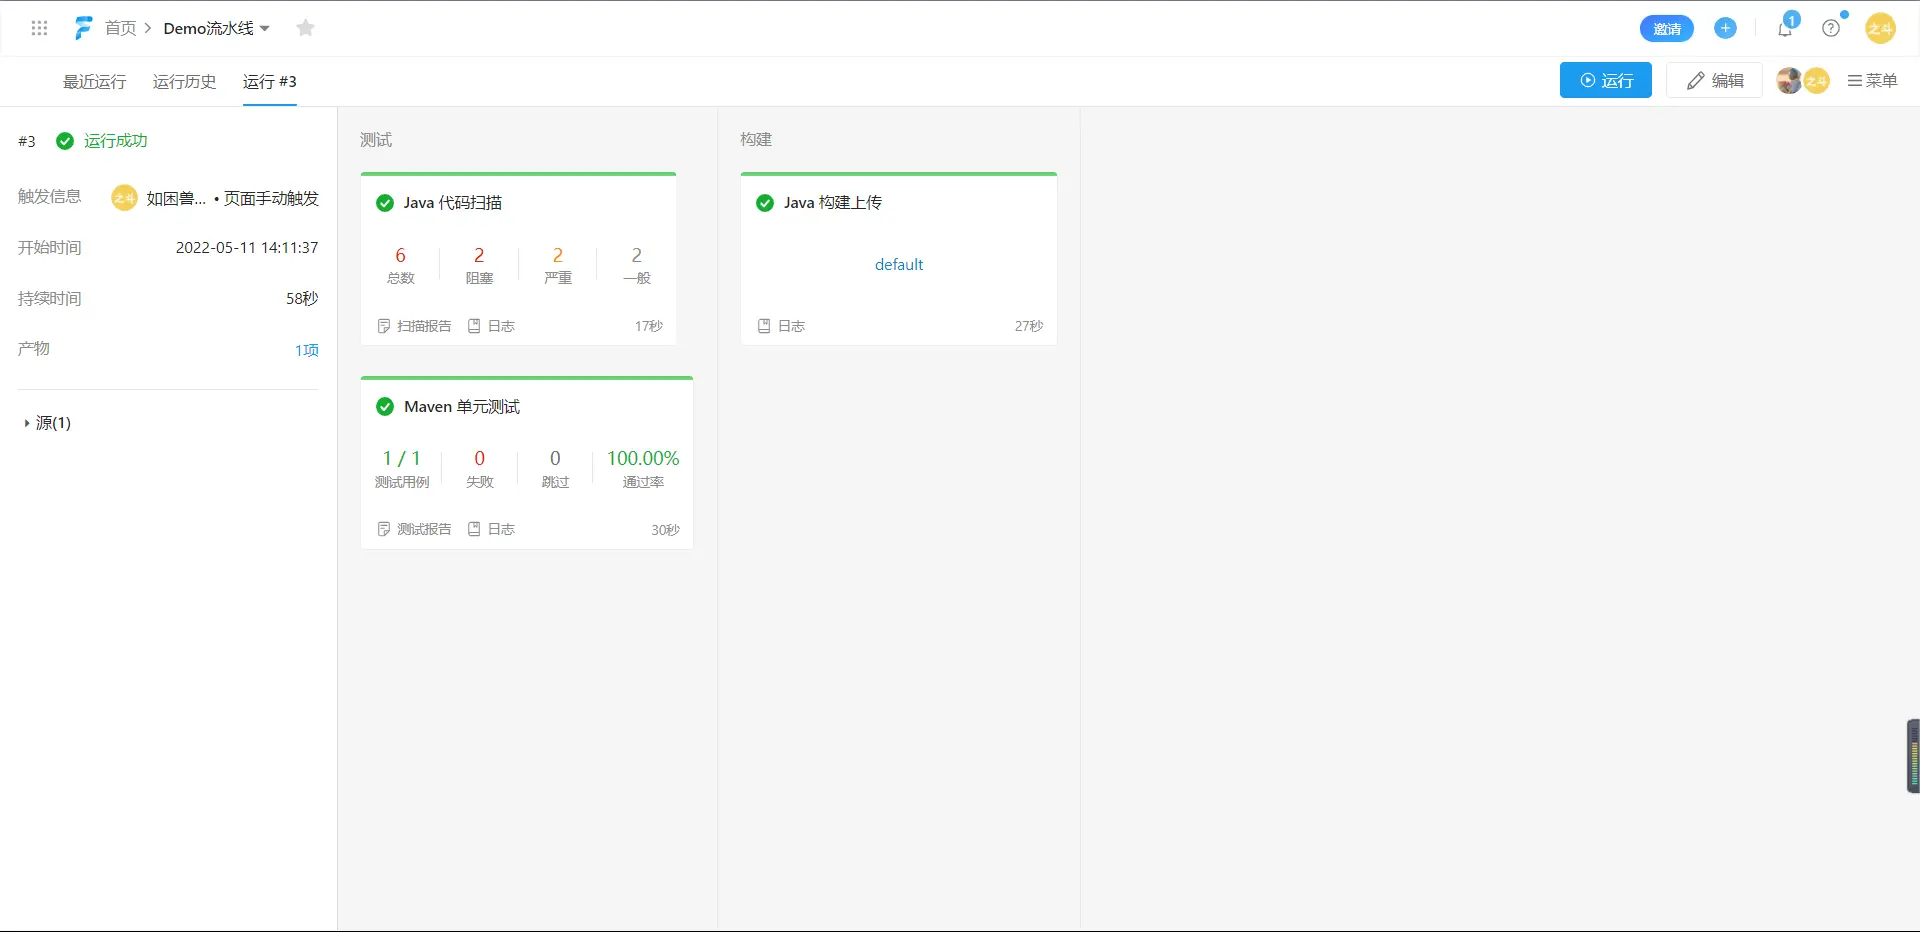 首页 > Demo流水线
邀请
1
之斗
最近运行 运行历史 运行 #3
运行 编辑 之斗 菜单
#3 运行成功
触发信息 之斗 如困兽... • 页面手动触发
开始时间 2022-05-11 14:11:37
持续时间 58秒
产物 1项
源(1)
测试
Java 代码扫描
6 2 2 2
总数 阻塞 严重 一般
扫描报告 日志 17秒
Maven 单元测试
1 / 1 0 0 100.00%
测试用例 失败 跳过 通过率
测试报告 日志 30秒
构建
Java 构建上传
default
日志 27秒